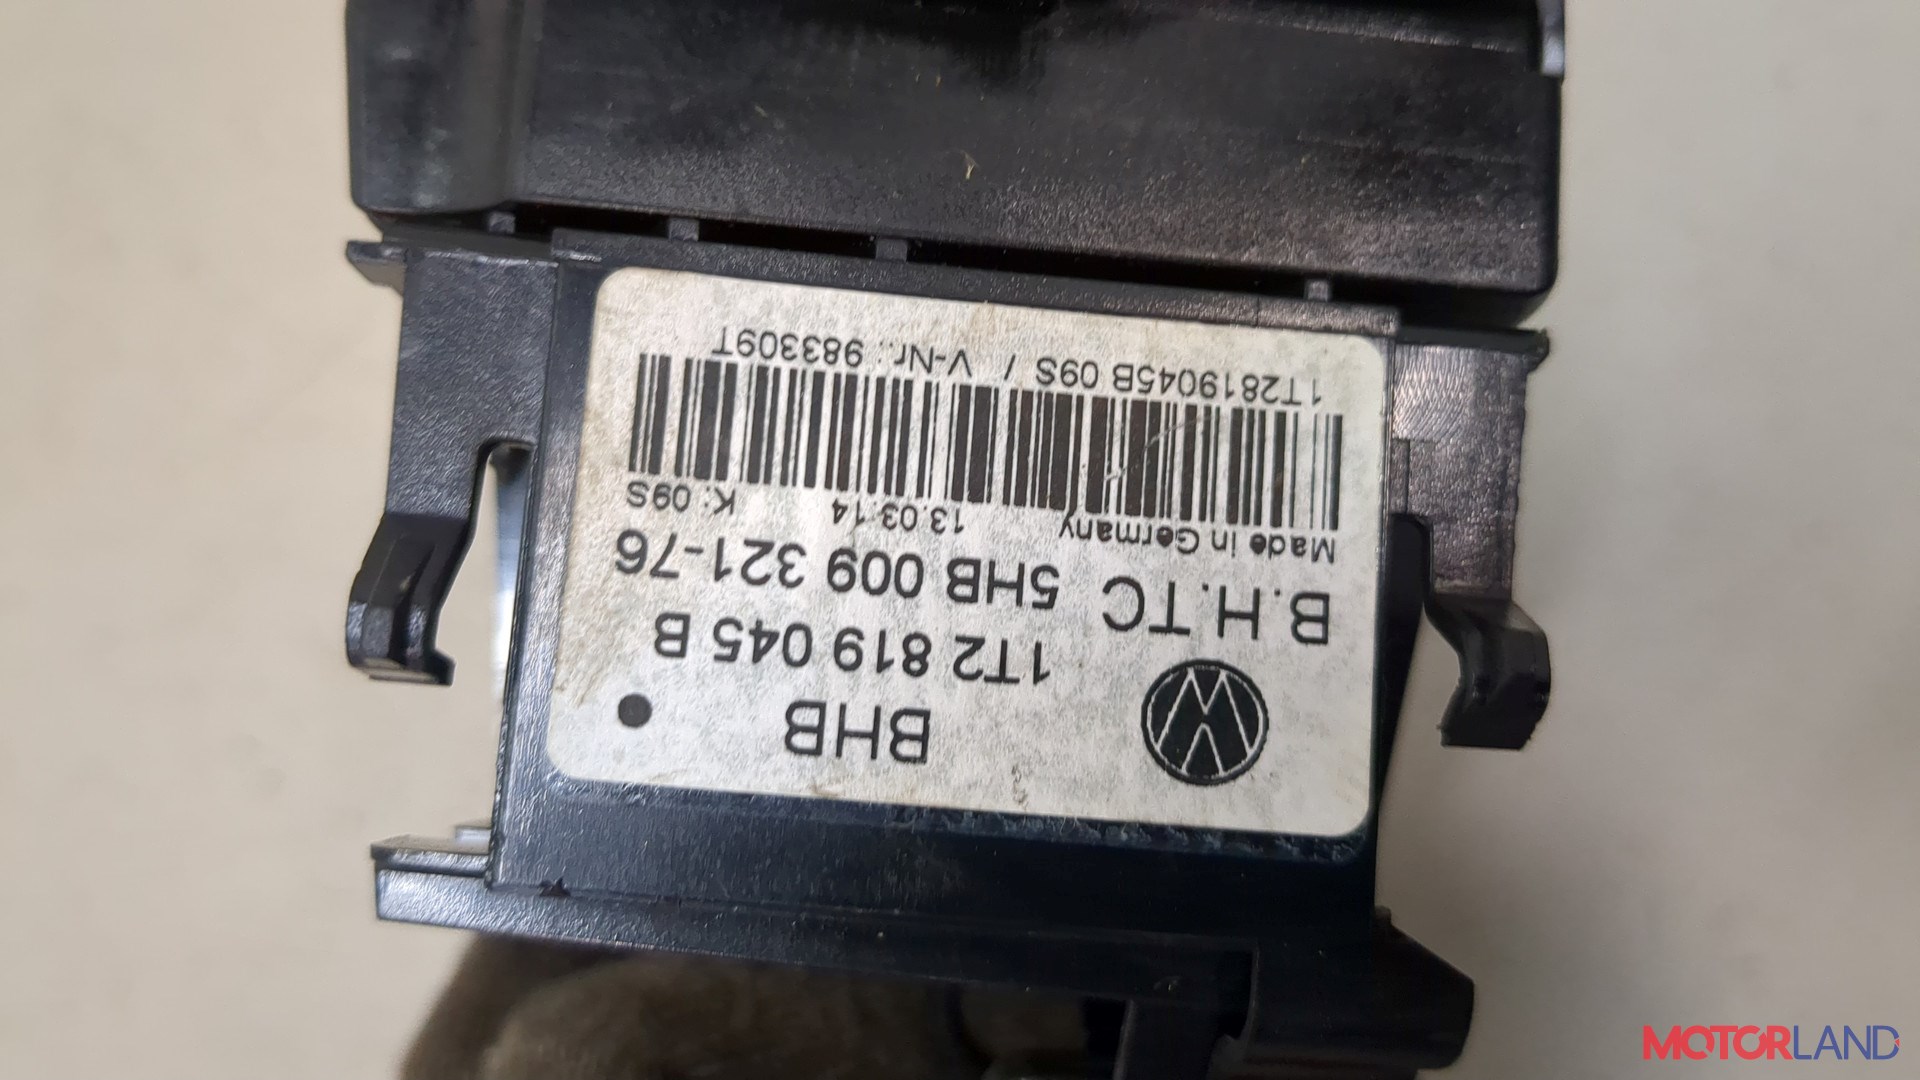 BHB
1T2 819 045 B
B.H.TC 5HB 009 321-76
Made in Germany 13.03.14 K: 09S
1T2819045B 09S / V-Nr.: 983309T
MOTORLAND